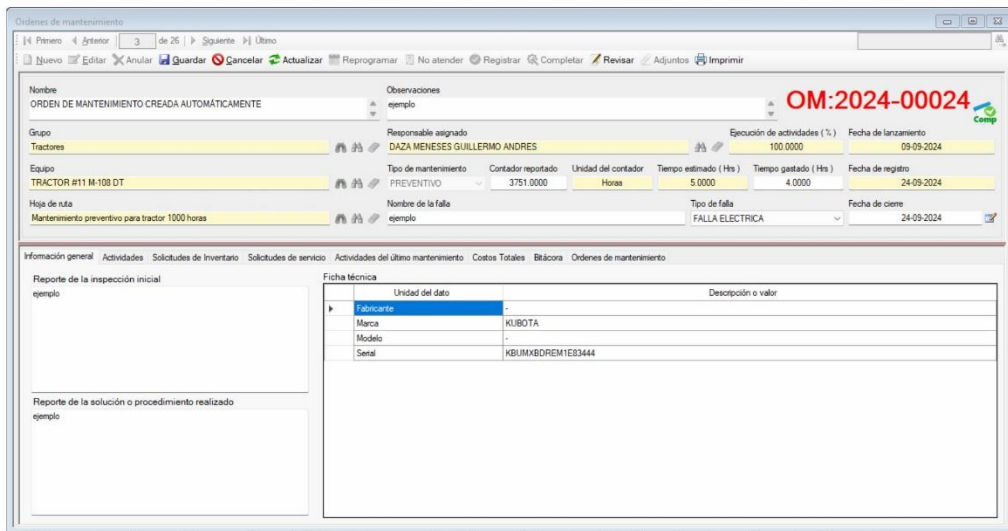 Ordenes de mantenimiento
Primero Anterior 3 de 26 Siguiente Último
Nuevo Editar Anular Guardar Cancelar Actualizar Reprogramar No atender Registrar Completar Revisar Adjuntos Imprimir
Nombre Observaciones
ORDEN DE MANTENIMIENTO CREADA AUTOMÁTICAMENTE ejemplo OM:2024-00024 Comp
Grupo Responsable asignado Ejecución de actividades ( % ) Fecha de lanzamiento
Tractores DAZA MENESES GUILLERMO ANDRES 100.0000 09-09-2024
Equipo Tipo de mantenimiento Contador reportado Unidad del contador Tiempo estimado ( Hrs ) Tiempo gastado ( Hrs ) Fecha de registro
TRACTOR #11 M-108 DT PREVENTIVO 3751.0000 Horas 5.0000 4.0000 24-09-2024
Hoja de ruta Nombre de la falla Tipo de falla Fecha de cierre
Mantenimiento preventivo para tractor 1000 horas ejemplo FALLA ELECTRICA 24-09-2024
Información general Actividades Solicitudes de Inventario Solicitudes de servicio Actividades del último mantenimiento Costos Totales Bitácora Ordenes de mantenimiento
Reporte de la inspección inicial Ficha técnica
ejemplo Unidad del dato Descripción o valor
Fabricante -
Marca KUBOTA
Modelo -
Serial KBUMXBDREM1E83444
Reporte de la solución o procedimiento realizado
ejemplo